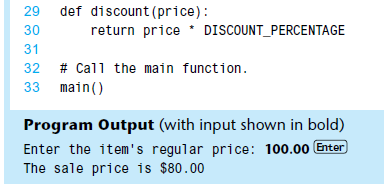 29 def discount(price):
30 return price * DISCOUNT_PERCENTAGE
31
32 # Call the main function.
33 main()
Program Output (with input shown in bold)
Enter the item's regular price: 100.00 Enter
The sale price is $80.00